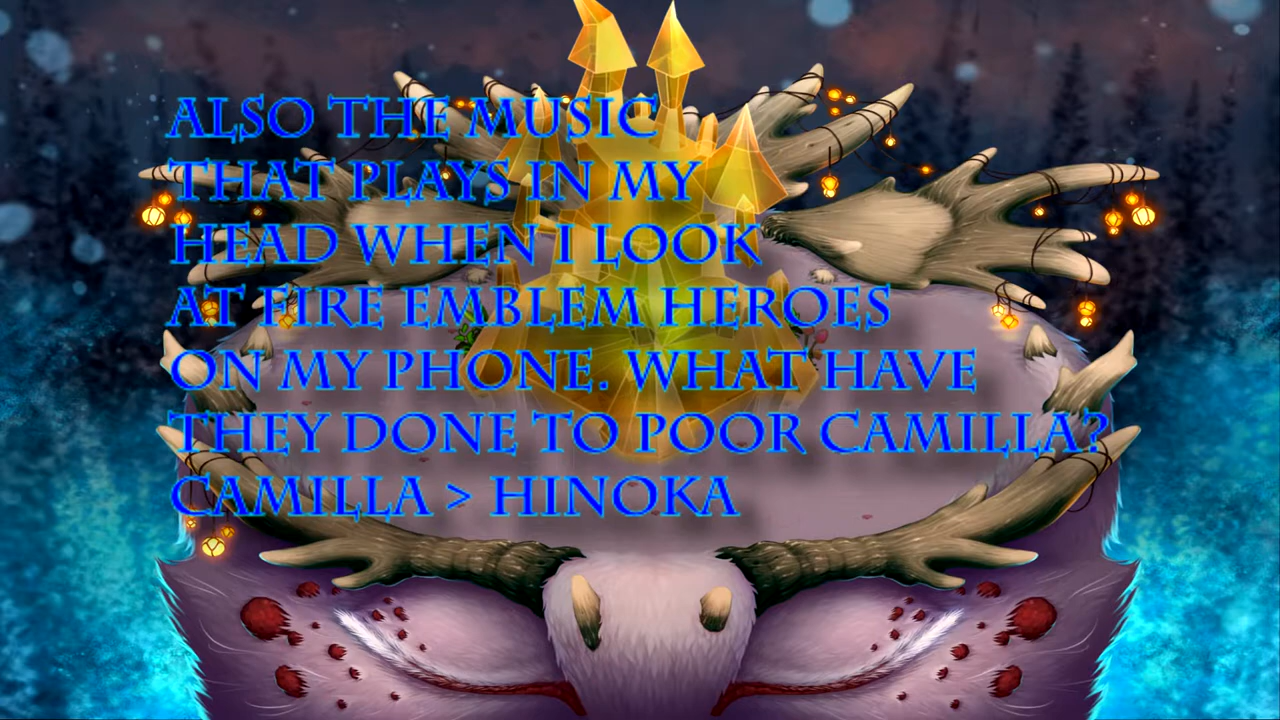 ALSO THE MUSIC
THAT PLAYS IN MY
HEAD WHEN I LOOK
AT FIRE EMBLEM HEROES
ON MY PHONE. WHAT HAVE
THEY DONE TO POOR CAMILLA?
CAMILLA > HINOKA